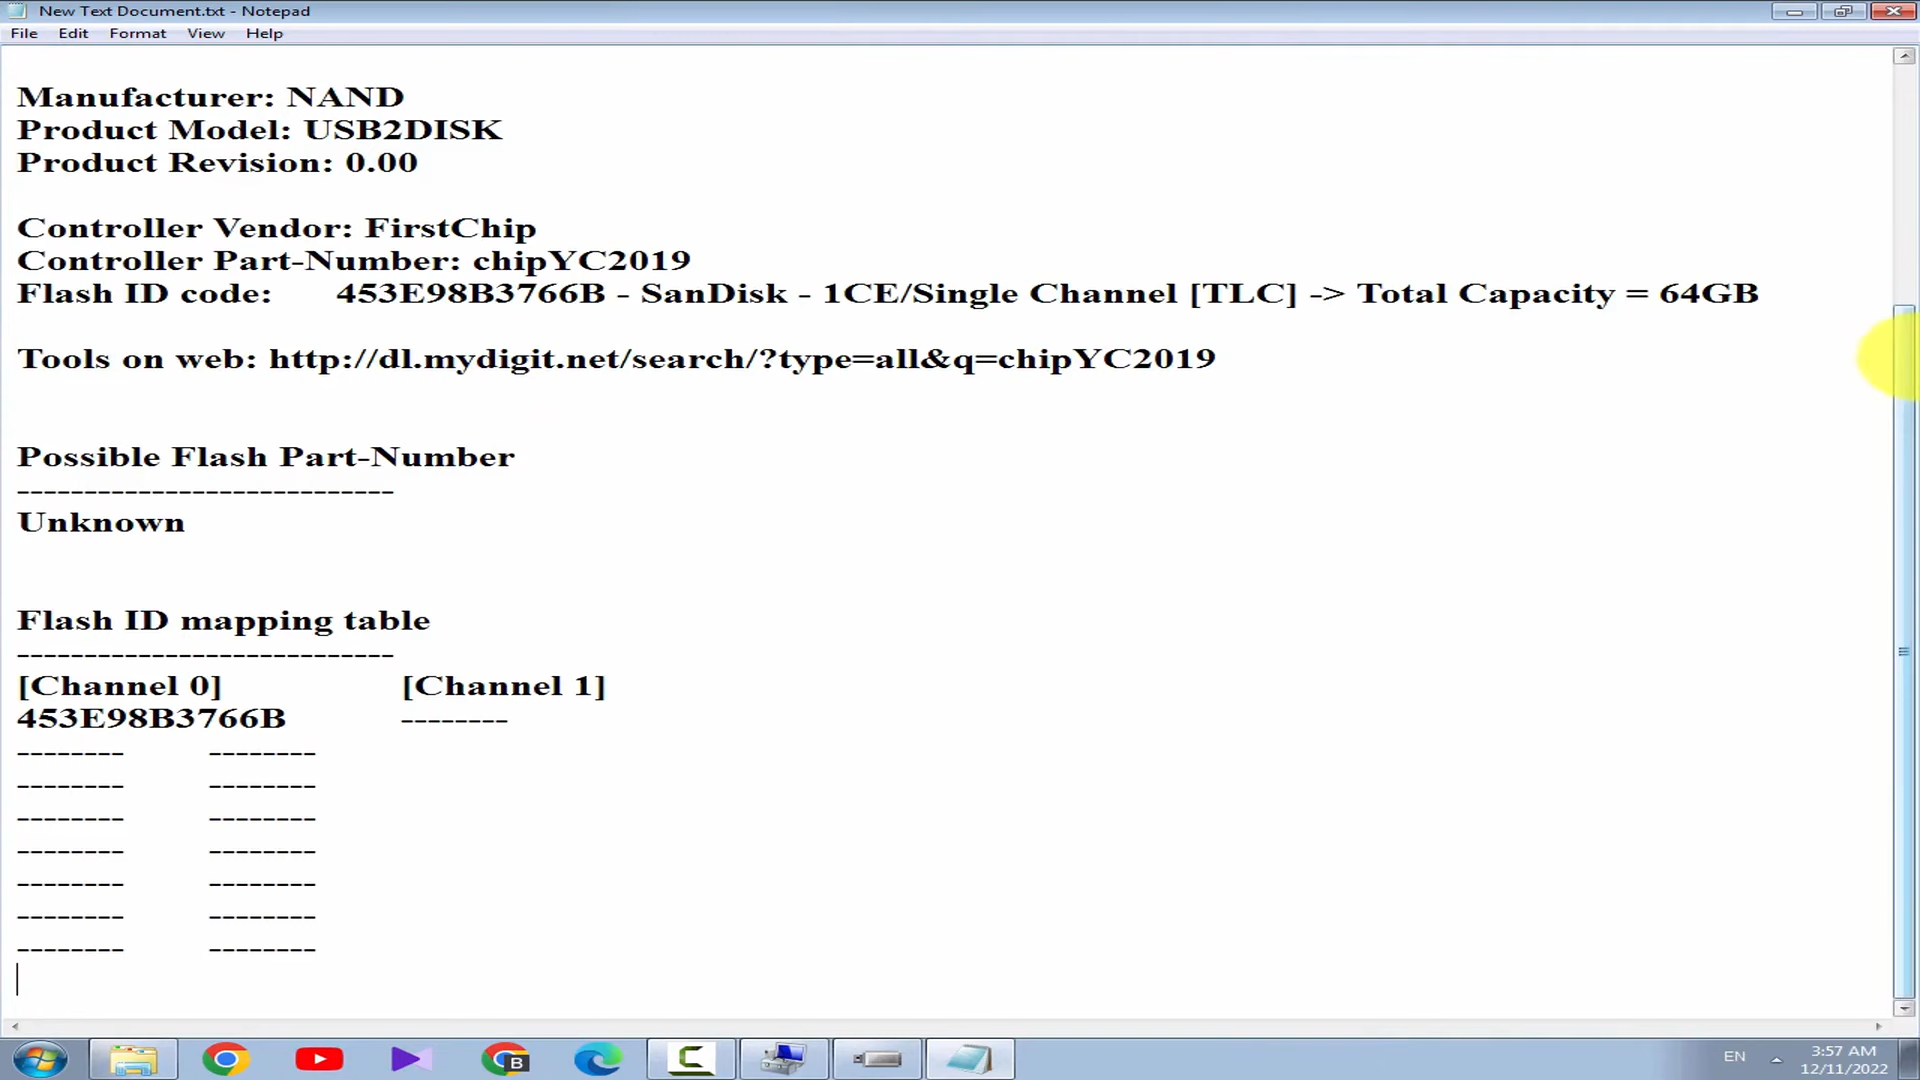 New Text Document.txt - Notepad
File Edit Format View Help
Manufacturer: NAND
Product Model: USB2DISK
Product Revision: 0.00
Controller Vendor: FirstChip
Controller Part-Number: chipYC2019
Flash ID code: 453E98B3766B - SanDisk - 1CE/Single Channel [TLC] -> Total Capacity = 64GB
Tools on web: http://dl.mydigit.net/search/?type=all&q=chipYC2019
Possible Flash Part-Number
----------------------------
Unknown
Flash ID mapping table
----------------------------
[Channel 0] [Channel 1]
453E98B3766B --------
-------- --------
-------- --------
-------- --------
-------- --------
-------- --------
-------- --------
-------- --------
B
EN
3:57 AM
12/11/2022